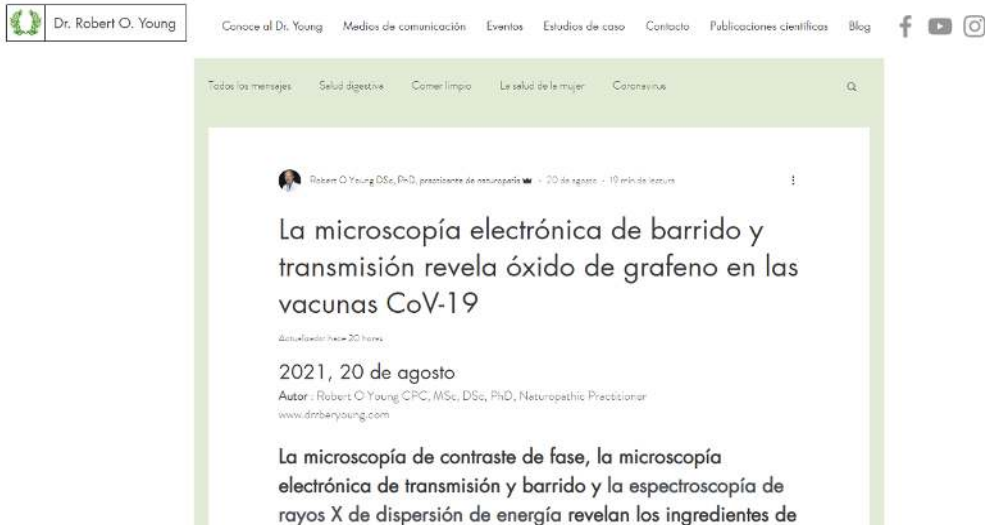 Dr. Robert O. Young
Conoce al Dr. Young Medios de comunicación Eventos Estudios de caso Contacto Publicaciones científicas Blog
Todos los mensajes Salud digestiva Comer limpio La salud de la mujer Coronavirus
Robert O Young DSc, PhD, practicante de naturopatía - 20 de agosto - 19 min de lectura
La microscopía electrónica de barrido y
transmisión revela óxido de grafeno en las
vacunas CoV-19
Actualizado: hace 20 horas
2021, 20 de agosto
Autor : Robert O Young CPC, MSc, DSc, PhD, Naturopathic Practitioner
La microscopía de contraste de fase, la microscopía
electrónica de transmisión y barrido y la espectroscopía de
rayos X de dispersión de energía revelan los ingredientes de